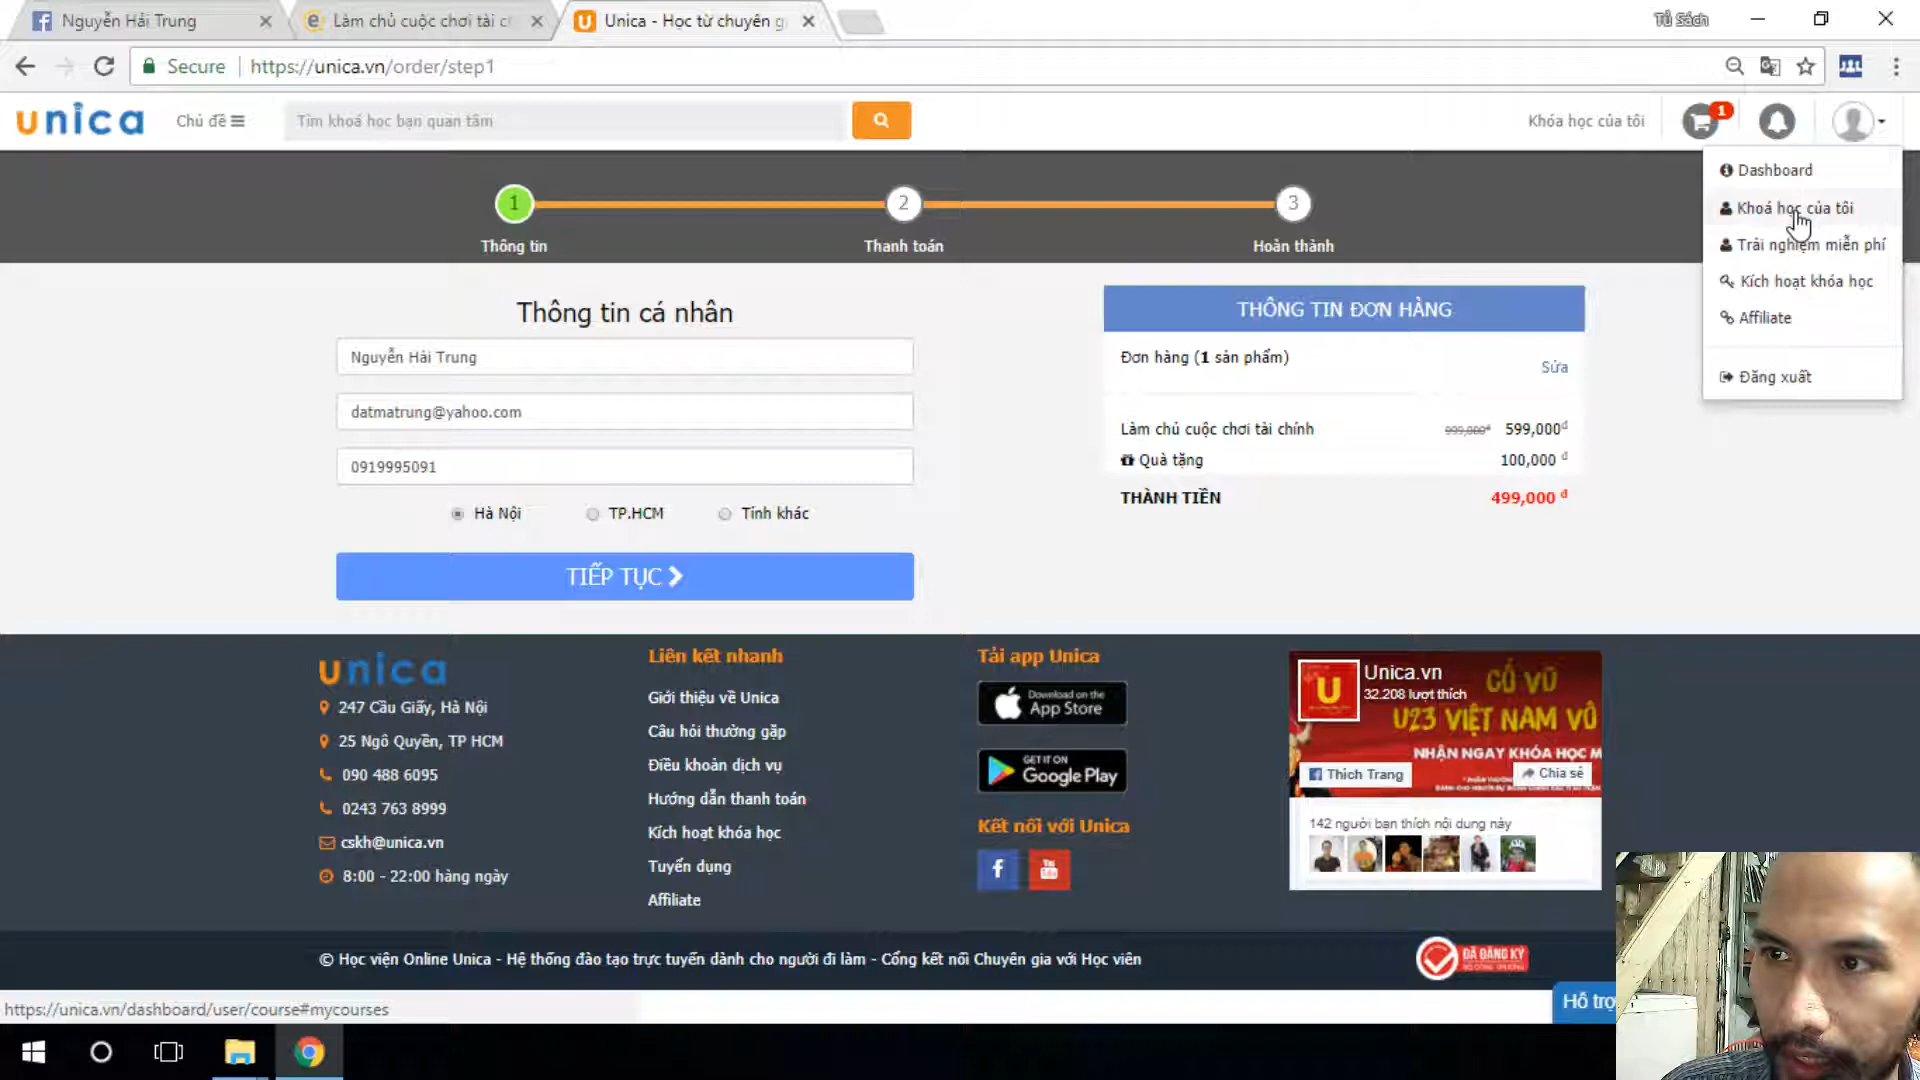 Nguyễn Hải Trung
Làm chủ cuộc chơi tài c
Unica - Học từ chuyên g
Tủ Sách
Secure
https://unica.vn/order/step1
unica
Chủ đề
Tìm khoá học bạn quan tâm
Khóa học của tôi
1
Dashboard
Khoá học của tôi
Trải nghiệm miễn phí
Kích hoạt khóa học
Affiliate
Đăng xuất
1
2
3
Thông tin
Thanh toán
Hoàn thành
Thông tin cá nhân
Nguyễn Hải Trung
datmatrung@yahoo.com
0919995091
Hà Nội
TP.HCM
Tỉnh khác
TIẾP TỤC
THÔNG TIN ĐƠN HÀNG
Đơn hàng (1 sản phẩm)
Sửa
Làm chủ cuộc chơi tài chính
999,000đ 599,000đ
Quà tặng
100,000 đ
THÀNH TIỀN
499,000 đ
unica
247 Cầu Giấy, Hà Nội
25 Ngô Quyền, TP HCM
090 488 6095
0243 763 8999
cskh@unica.vn
8:00 - 22:00 hàng ngày
Liên kết nhanh
Giới thiệu về Unica
Câu hỏi thường gặp
Điều khoản dịch vụ
Hướng dẫn thanh toán
Kích hoạt khóa học
Tuyển dụng
Affiliate
Tải app Unica
Download on the
App Store
GET IT ON
Google Play
Kết nối với Unica
Unica.vn
32.208 lượt thích
CỔ VŨ
U23 VIỆT NAM VÔ
NHẬN NGAY KHÓA HỌC M
Thích Trang
Chia sẻ
142 người bạn thích nội dung này
© Học viện Online Unica - Hệ thống đào tạo trực tuyến dành cho người đi làm - Cổng kết nối Chuyên gia với Học viên
ĐÃ ĐĂNG KÝ
https://unica.vn/dashboard/user/course#mycourses
Hỗ trợ